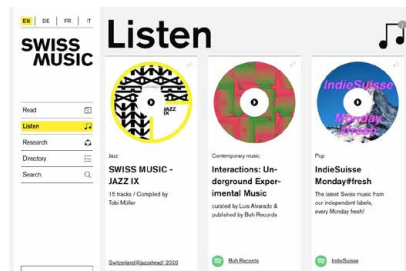 EN | DE | FR | IT
SWISS
MUSIC
Read
Listen
Research
Directory
Search
Listen
JAZZ
IX
Jazz
SWISS MUSIC -
JAZZ IX
15 tracks / Compiled by
Tobi Müller
Switzerland@jazzahead! 2020
Contemporary music
Interactions: Un-
derground Exper-
imental Music
curated by Luis Alvarado &
published by Buh Records
Buh Records
IndieSuisse
Monday
#fresh
Pop
IndieSuisse
Monday#fresh
The latest Swiss music from
our independent labels,
every Monday fresh!
IndieSuisse